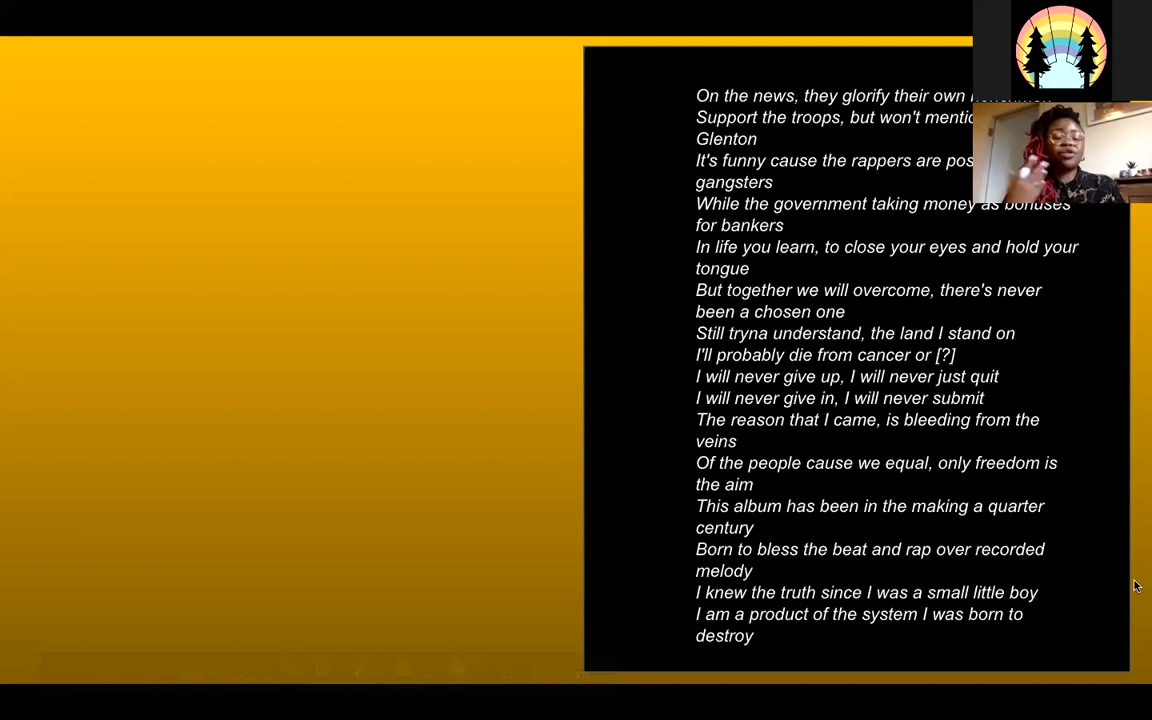 On the news, they glorify their own
Support the troops, but won't mentio
Glenton
It's funny cause the rappers are pos
gangsters
While the government taking money as bonuses
for bankers
In life you learn, to close your eyes and hold your
tongue
But together we will overcome, there's never
been a chosen one
Still tryna understand, the land I stand on
I'll probably die from cancer or [?]
I will never give up, I will never just quit
I will never give in, I will never submit
The reason that I came, is bleeding from the
veins
Of the people cause we equal, only freedom is
the aim
This album has been in the making a quarter
century
Born to bless the beat and rap over recorded
melody
I knew the truth since I was a small little boy
I am a product of the system I was born to
destroy